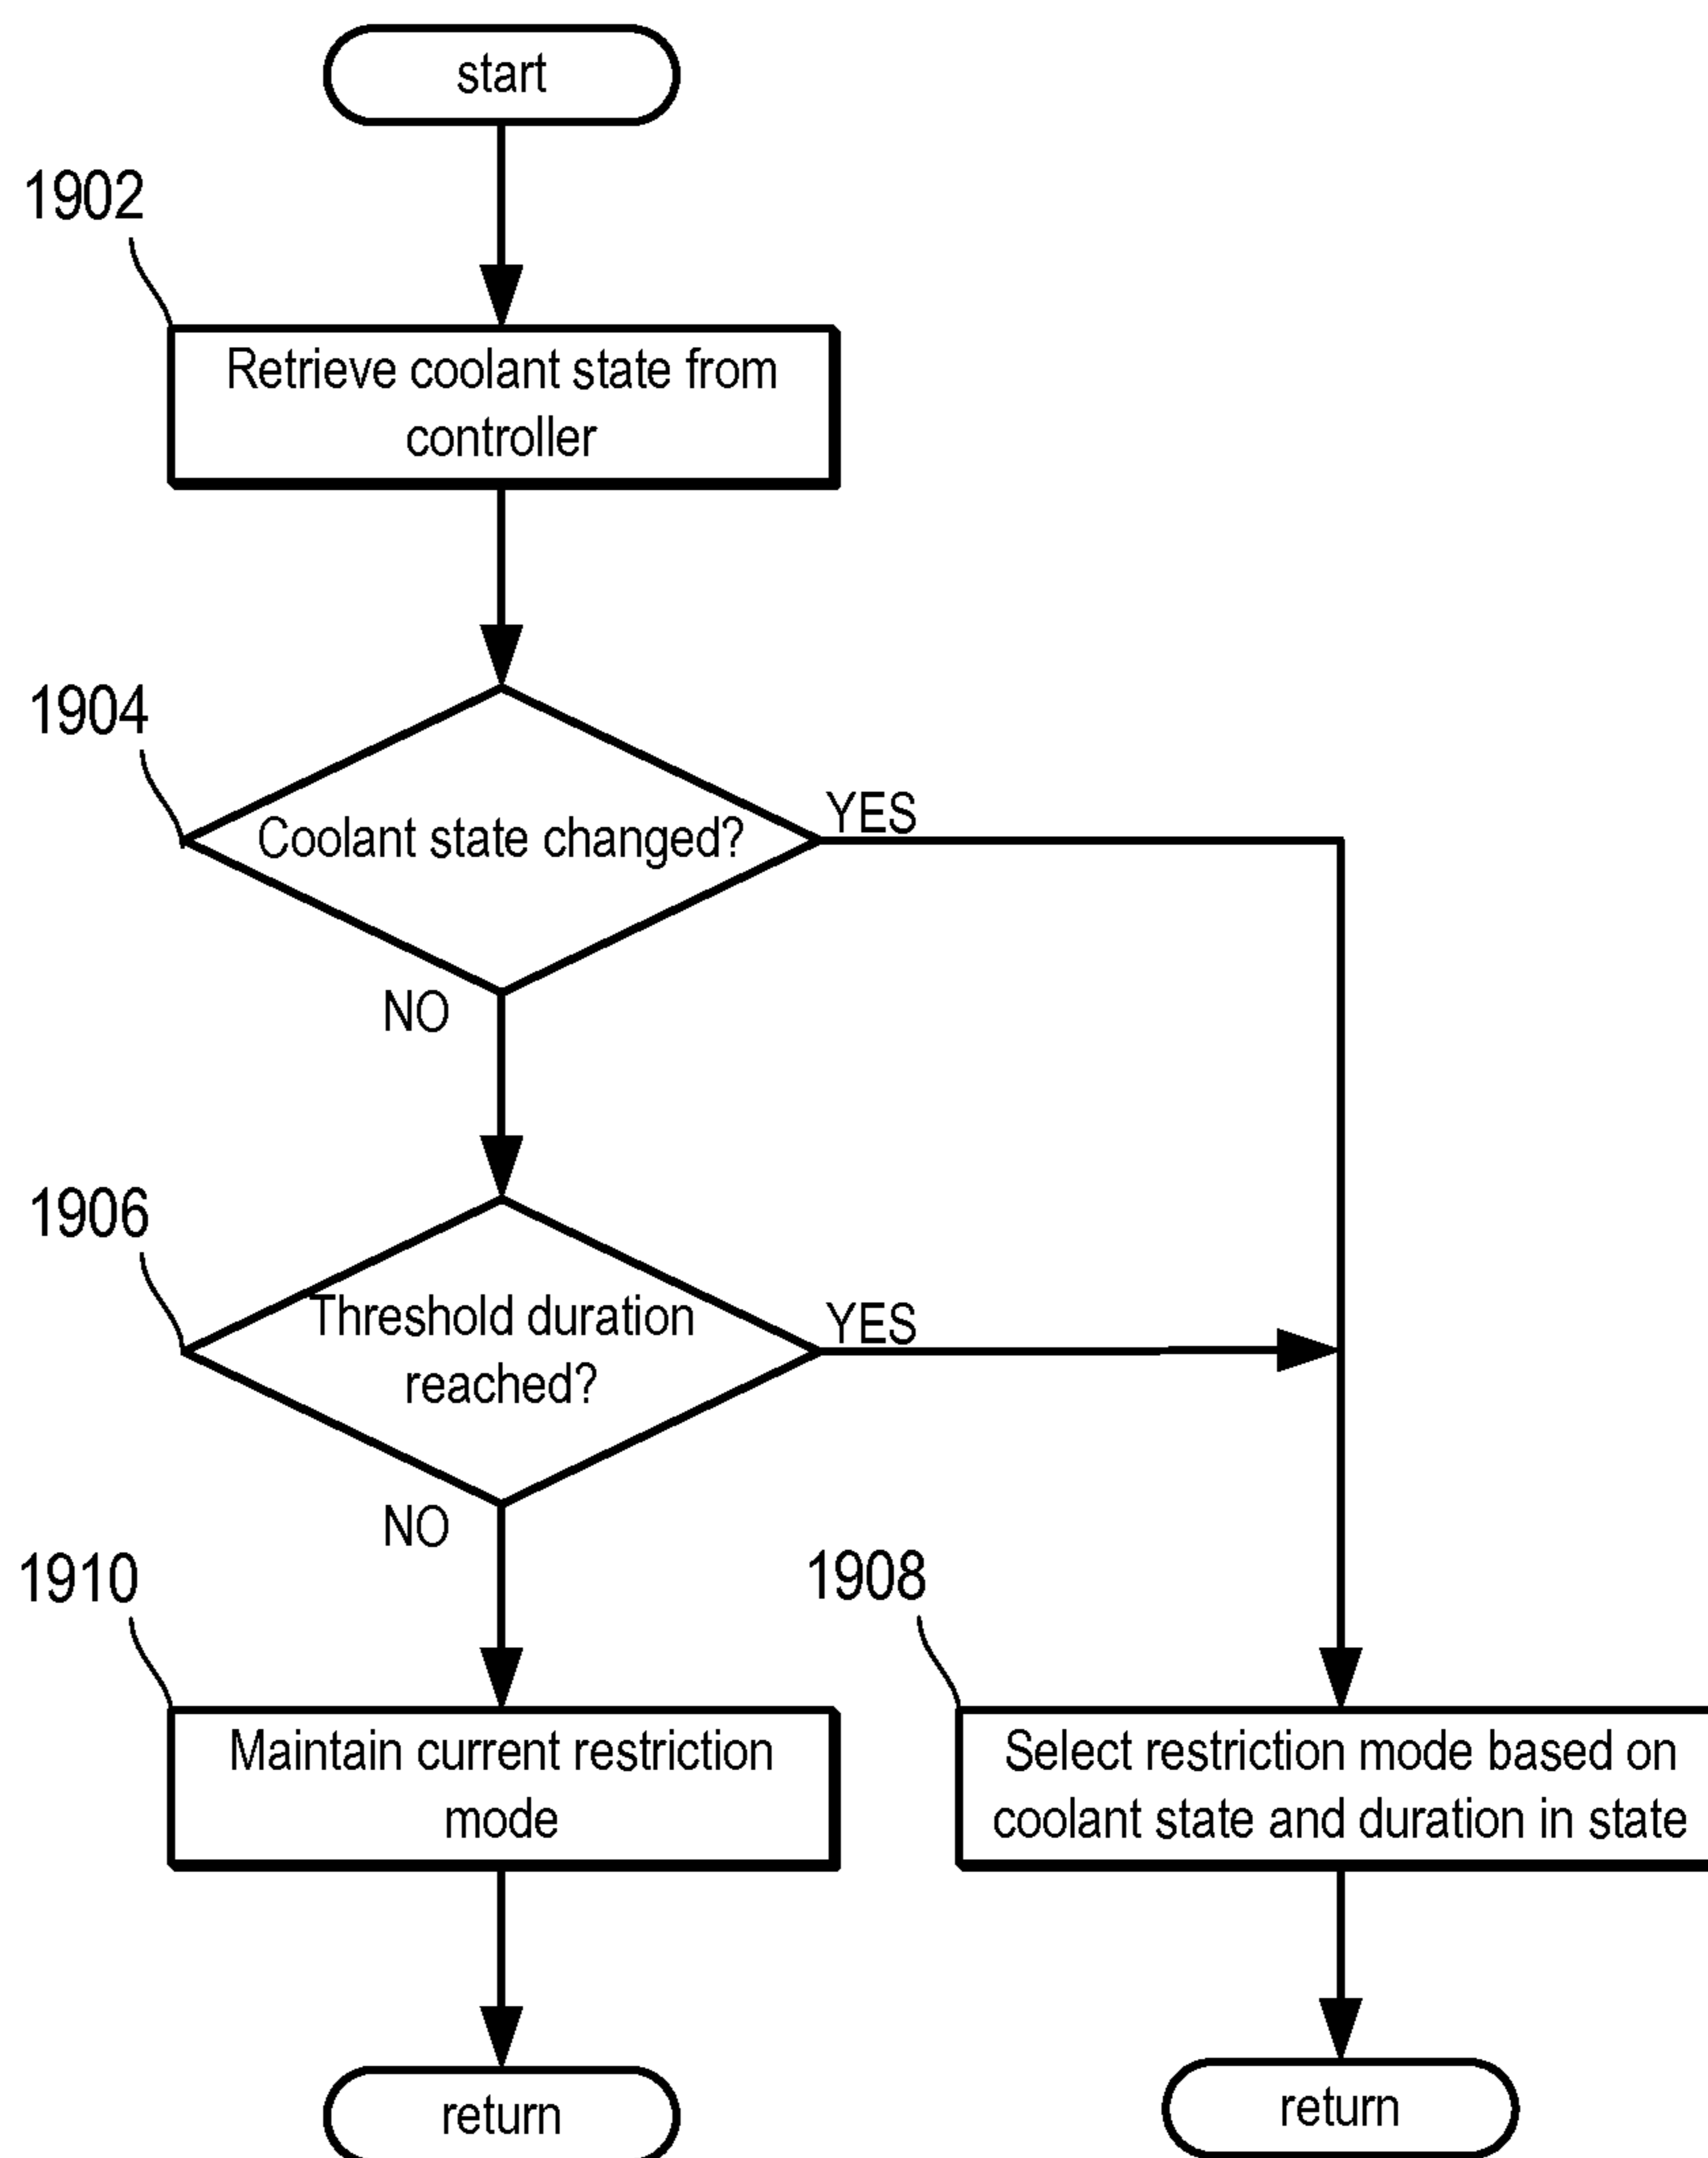 start
1902
Retrieve coolant state from
controller
1904
Coolant state changed?
YES
NO
1906
Threshold duration
reached?
YES
NO
1910
Maintain current restriction
mode
1908
Select restriction mode based on
coolant state and duration in state
return
return